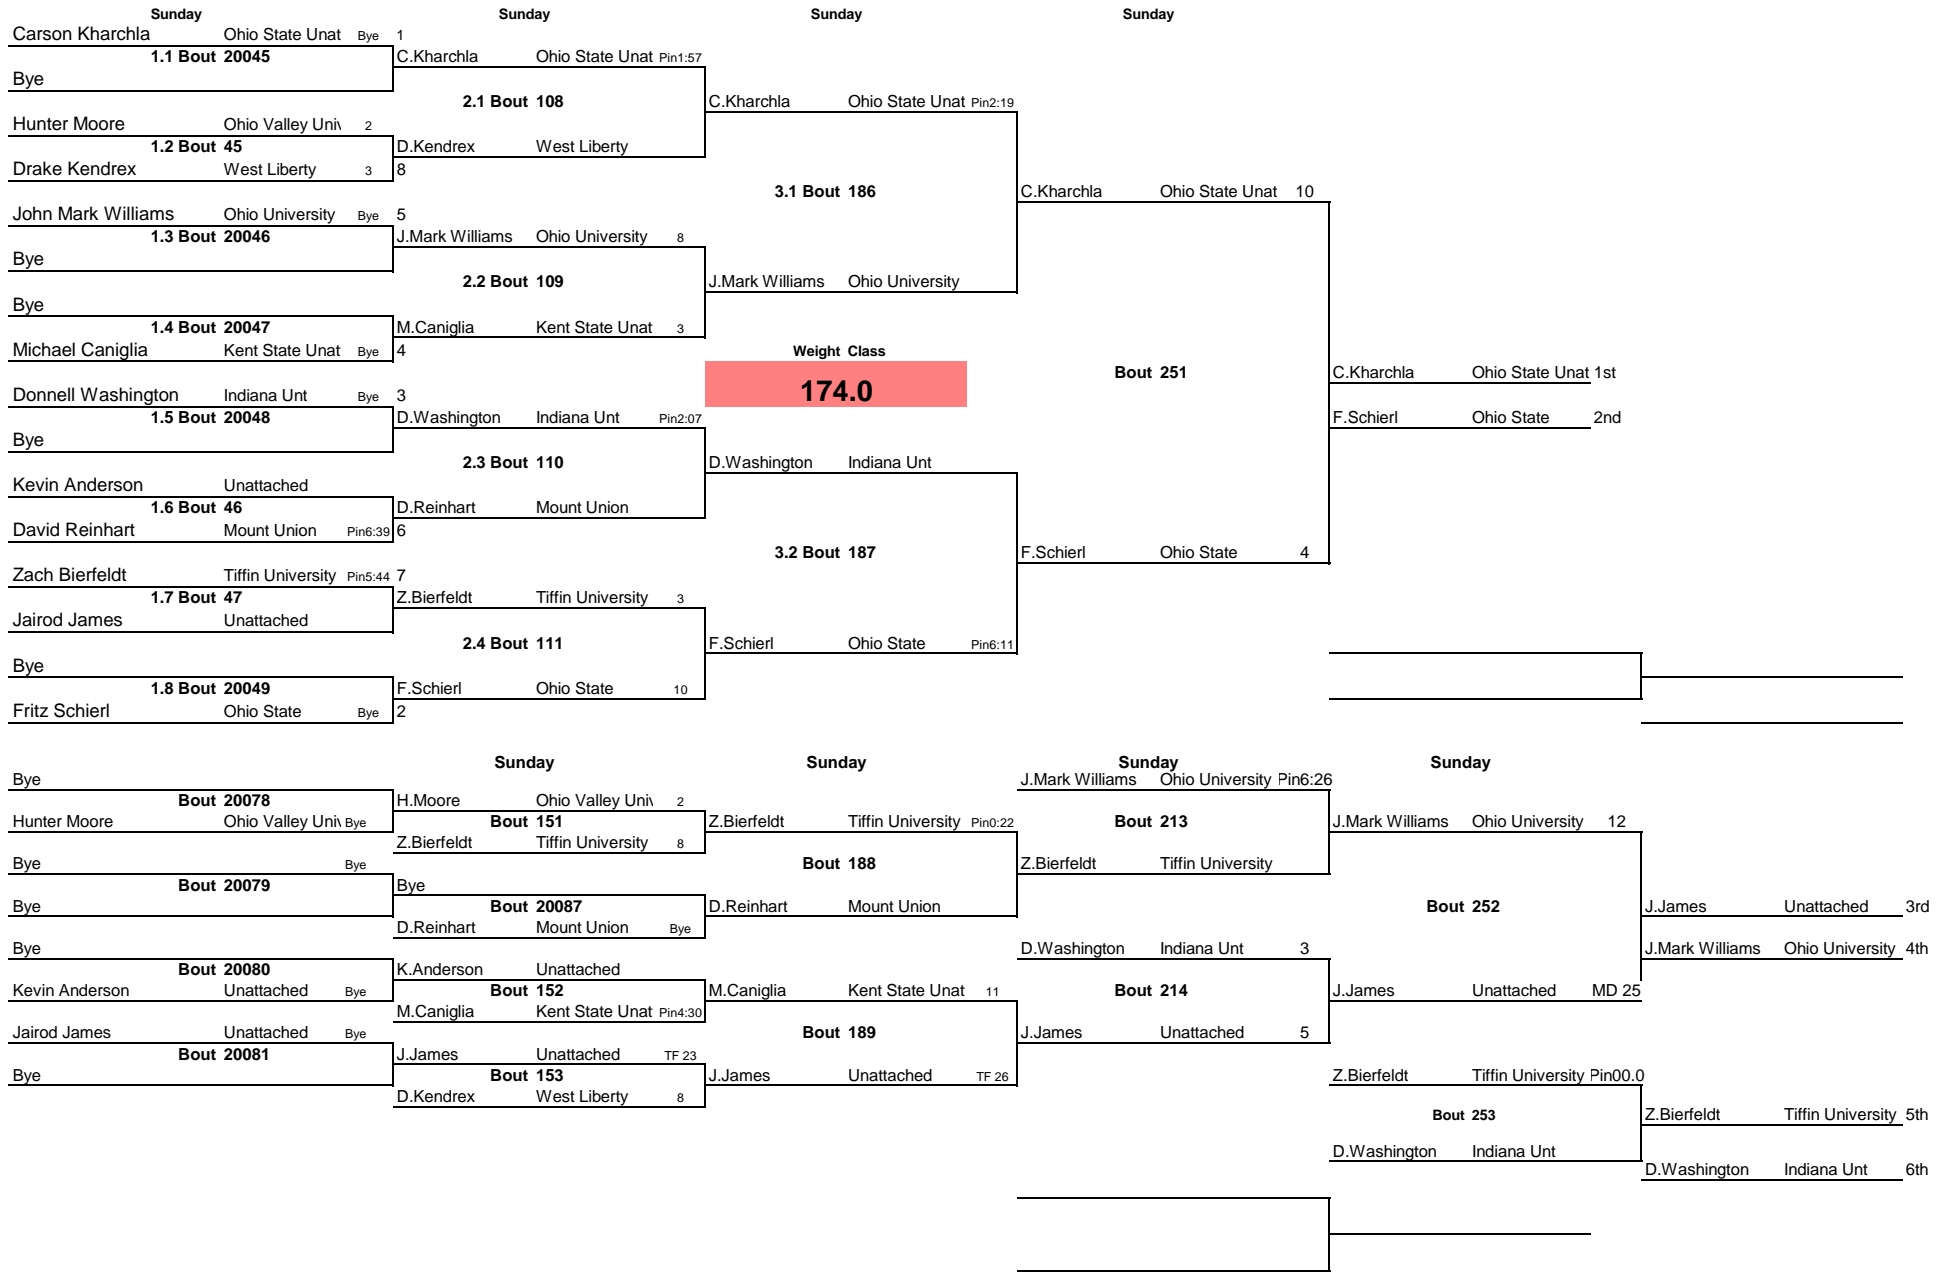 Sunday Sunday Sunday Sunday
Carson Kharchla Ohio State Unat Bye 1
1.1 Bout 20045 C.Kharchla Ohio State Unat Pin1:57
Bye
2.1 Bout 108 C.Kharchla Ohio State Unat Pin2:19
Hunter Moore Ohio Valley Uni 2
1.2 Bout 45 D.Kendrex West Liberty
Drake Kendrex West Liberty 3 8
3.1 Bout 186 C.Kharchla Ohio State Unat 10
John Mark Williams Ohio University Bye 5
1.3 Bout 20046 J.Mark Williams Ohio University 8
Bye
2.2 Bout 109 J.Mark Williams Ohio University
Bye
1.4 Bout 20047 M.Caniglia Kent State Unat 3
Michael Caniglia Kent State Unat Bye 4 Weight Class
Bout 251 C.Kharchla Ohio State Unat 1st
Donnell Washington Indiana Unt Bye 3 174.0
1.5 Bout 20048 D.Washington Indiana Unt Pin2:07 F.Schierl Ohio State 2nd
Bye
2.3 Bout 110 D.Washington Indiana Unt
Kevin Anderson Unattached
1.6 Bout 46 D.Reinhart Mount Union
David Reinhart Mount Union Pin6:39 6
3.2 Bout 187 F.Schierl Ohio State 4
Zach Bierfeldt Tiffin University Pin5:44 7
1.7 Bout 47 Z.Bierfeldt Tiffin University 3
Jairod James Unattached
2.4 Bout 111 F.Schierl Ohio State Pin6:11
Bye
1.8 Bout 20049 F.Schierl Ohio State 10
Fritz Schierl Ohio State Bye 2
Sunday Sunday Sunday Sunday
Bye J.Mark Williams Ohio University Pin6:26
Bout 20078 H.Moore Ohio Valley Uni 2
Hunter Moore Ohio Valley Uni Bye Bout 151 Z.Bierfeldt Tiffin University Pin0:22 Bout 213 J.Mark Williams Ohio University 12
Z.Bierfeldt Tiffin University 8
Bye Bye Bout 188 Z.Bierfeldt Tiffin University
Bout 20079 Bye
Bye Bout 20087 D.Reinhart Mount Union Bout 252 J.James Unattached 3rd
D.Reinhart Mount Union Bye
Bye D.Washington Indiana Unt 3 J.Mark Williams Ohio University 4th
Bout 20080 K.Anderson Unattached
Kevin Anderson Unattached Bye Bout 152 M.Caniglia Kent State Unat 11 Bout 214 J.James Unattached MD 25
M.Caniglia Kent State Unat Pin4:30
Jairod James Unattached Bye Bout 189 J.James Unattached 5
Bout 20081 J.James Unattached TF 23
Bye Bout 153 J.James Unattached TF 26 Z.Bierfeldt Tiffin University Pin00.0
D.Kendrex West Liberty 8
Bout 253 Z.Bierfeldt Tiffin University 5th
D.Washington Indiana Unt
D.Washington Indiana Unt 6th